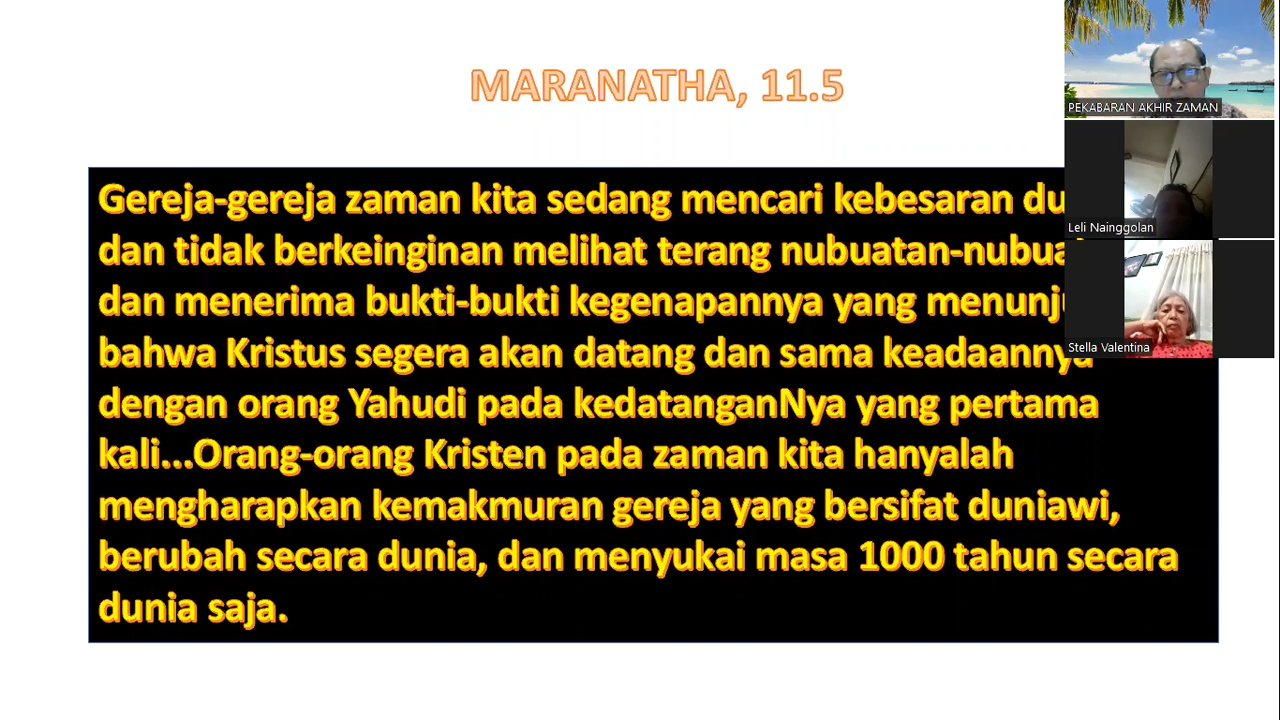 MARANATHA, 11.5
Gereja-gereja zaman kita sedang mencari kebesaran
dan tidak berkeinginan melihat terang
dan menerima bukti-bukti kegenapannya yang
bahwa Kristus segera akan datang dan sama keadaannya
dengan orang Yahudi pada kedatanganNya yang pertama
kali...Orang-orang Kristen pada zaman kita hanyalah
mengharapkan kemakmuran gereja yang bersifat duniawi,
berubah secara dunia, dan menyukai masa 1000 tahun secara
dunia saja.
PEKABARAN AKHIR ZAMAN
Leli Nainggolan
Stella Valentina